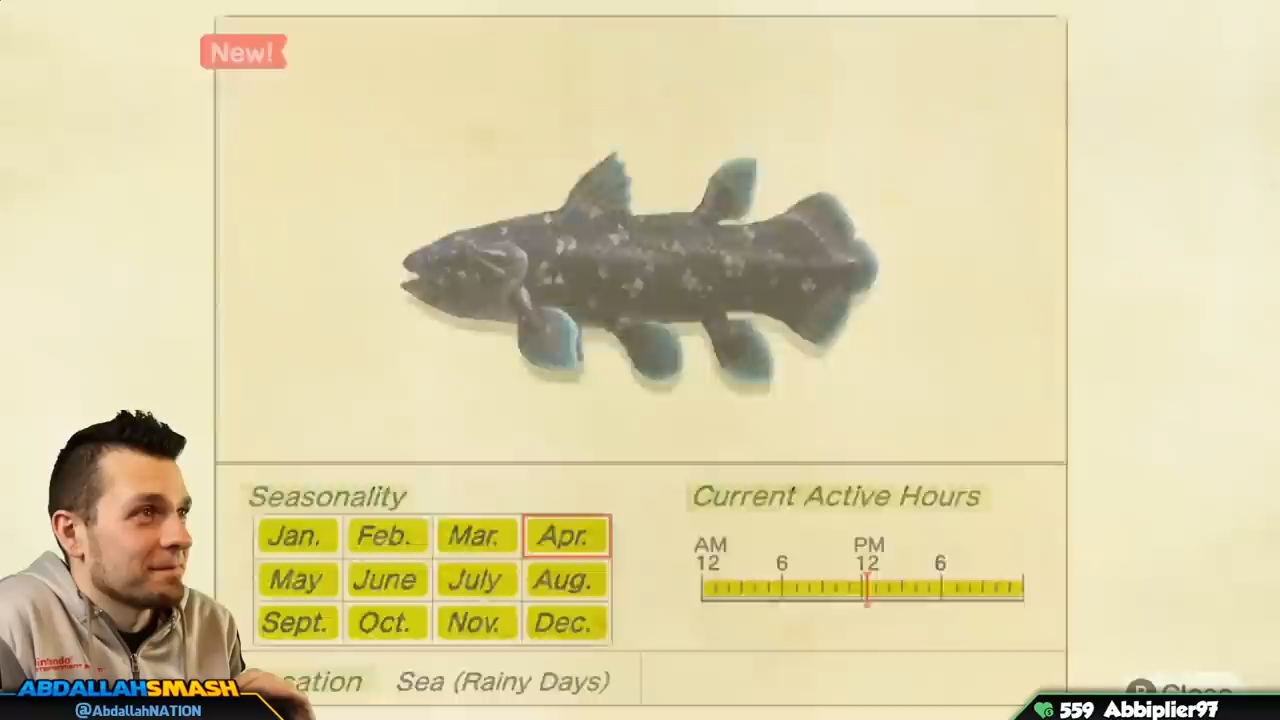 New!
Seasonality
Current Active Hours
Jan. Feb. Mar. Apr.
May June July Aug.
Sept. Oct. Nov. Dec.
AM PM
12 6 12 6
Sea (Rainy Days)
Close
ABDALLAHSMASH
@AbdallahNATION
559 Abbiplier97